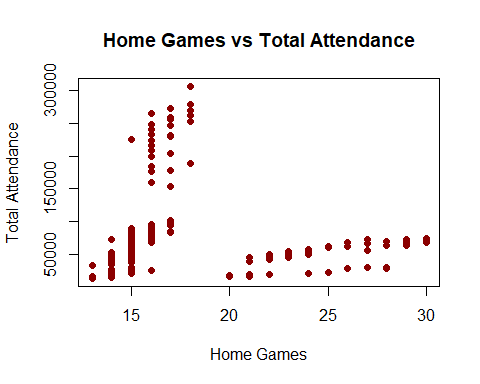 Home Games vs Total Attendance
Total Attendance
300000
150000
50000
15
20
25
30
Home Games